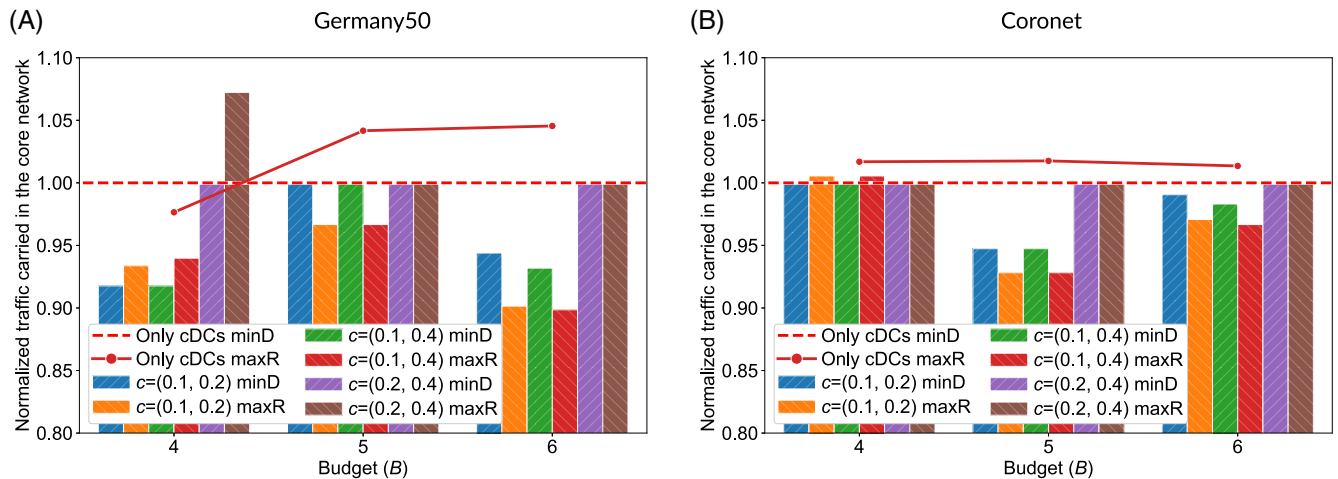 (A)
Germany50
Normalized traffic carried in the core network
1.10
1.05
1.00
0.95
0.90
0.85
0.80
Only cDCs minD
Only cDCs maxR
c=(0.1, 0.2) minD
c=(0.1, 0.2) maxR
c=(0.1, 0.4) minD
c=(0.1, 0.4) maxR
c=(0.2, 0.4) minD
c=(0.2, 0.4) maxR
4
5
6
Budget (B)
(B)
Coronet
Normalized traffic carried in the core network
1.10
1.05
1.00
0.95
0.90
0.85
0.80
Only cDCs minD
Only cDCs maxR
c=(0.1, 0.2) minD
c=(0.1, 0.2) maxR
c=(0.1, 0.4) minD
c=(0.1, 0.4) maxR
c=(0.2, 0.4) minD
c=(0.2, 0.4) maxR
4
5
6
Budget (B)